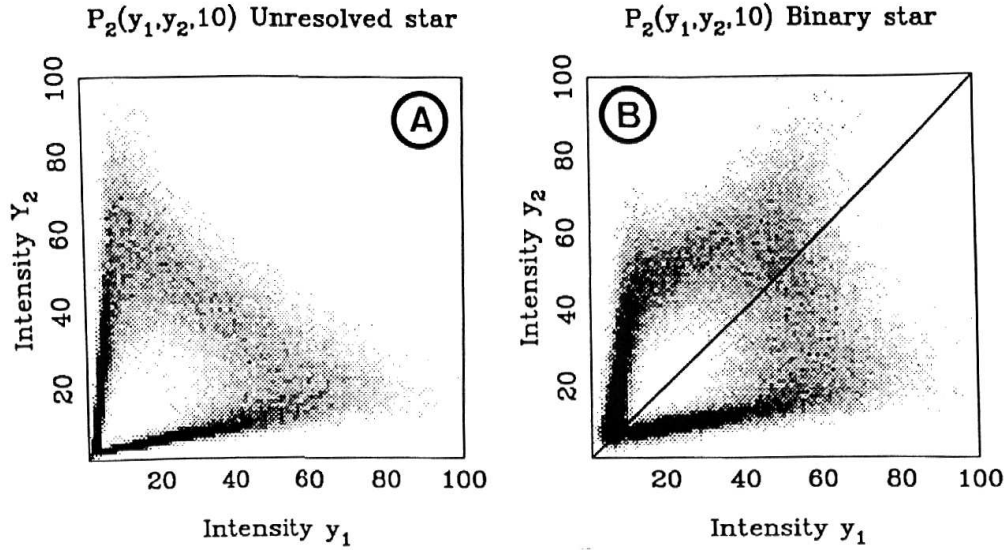 P₂(y₁,y₂,10) Unresolved star
P₂(y₁,y₂,10) Binary star
A
Intensity Y₂
20
40
60
80
100
20
40
60
80
100
Intensity y₁
B
Intensity y₂
20
40
60
80
100
20
40
60
80
100
Intensity y₁